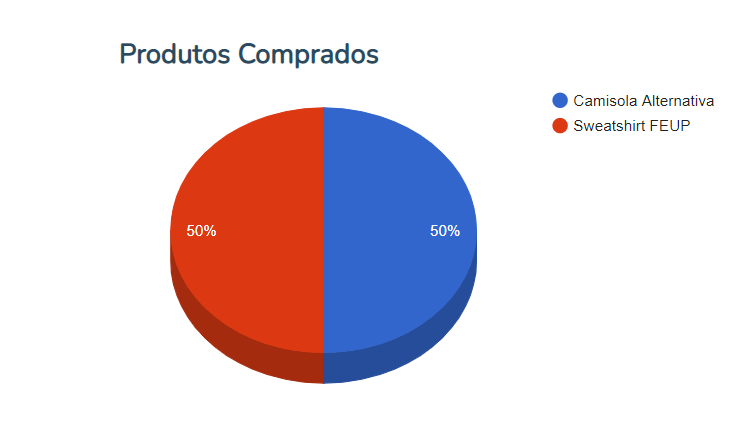 Produtos Comprados
Camisola Alternativa
Sweatshirt FEUP
50%
50%